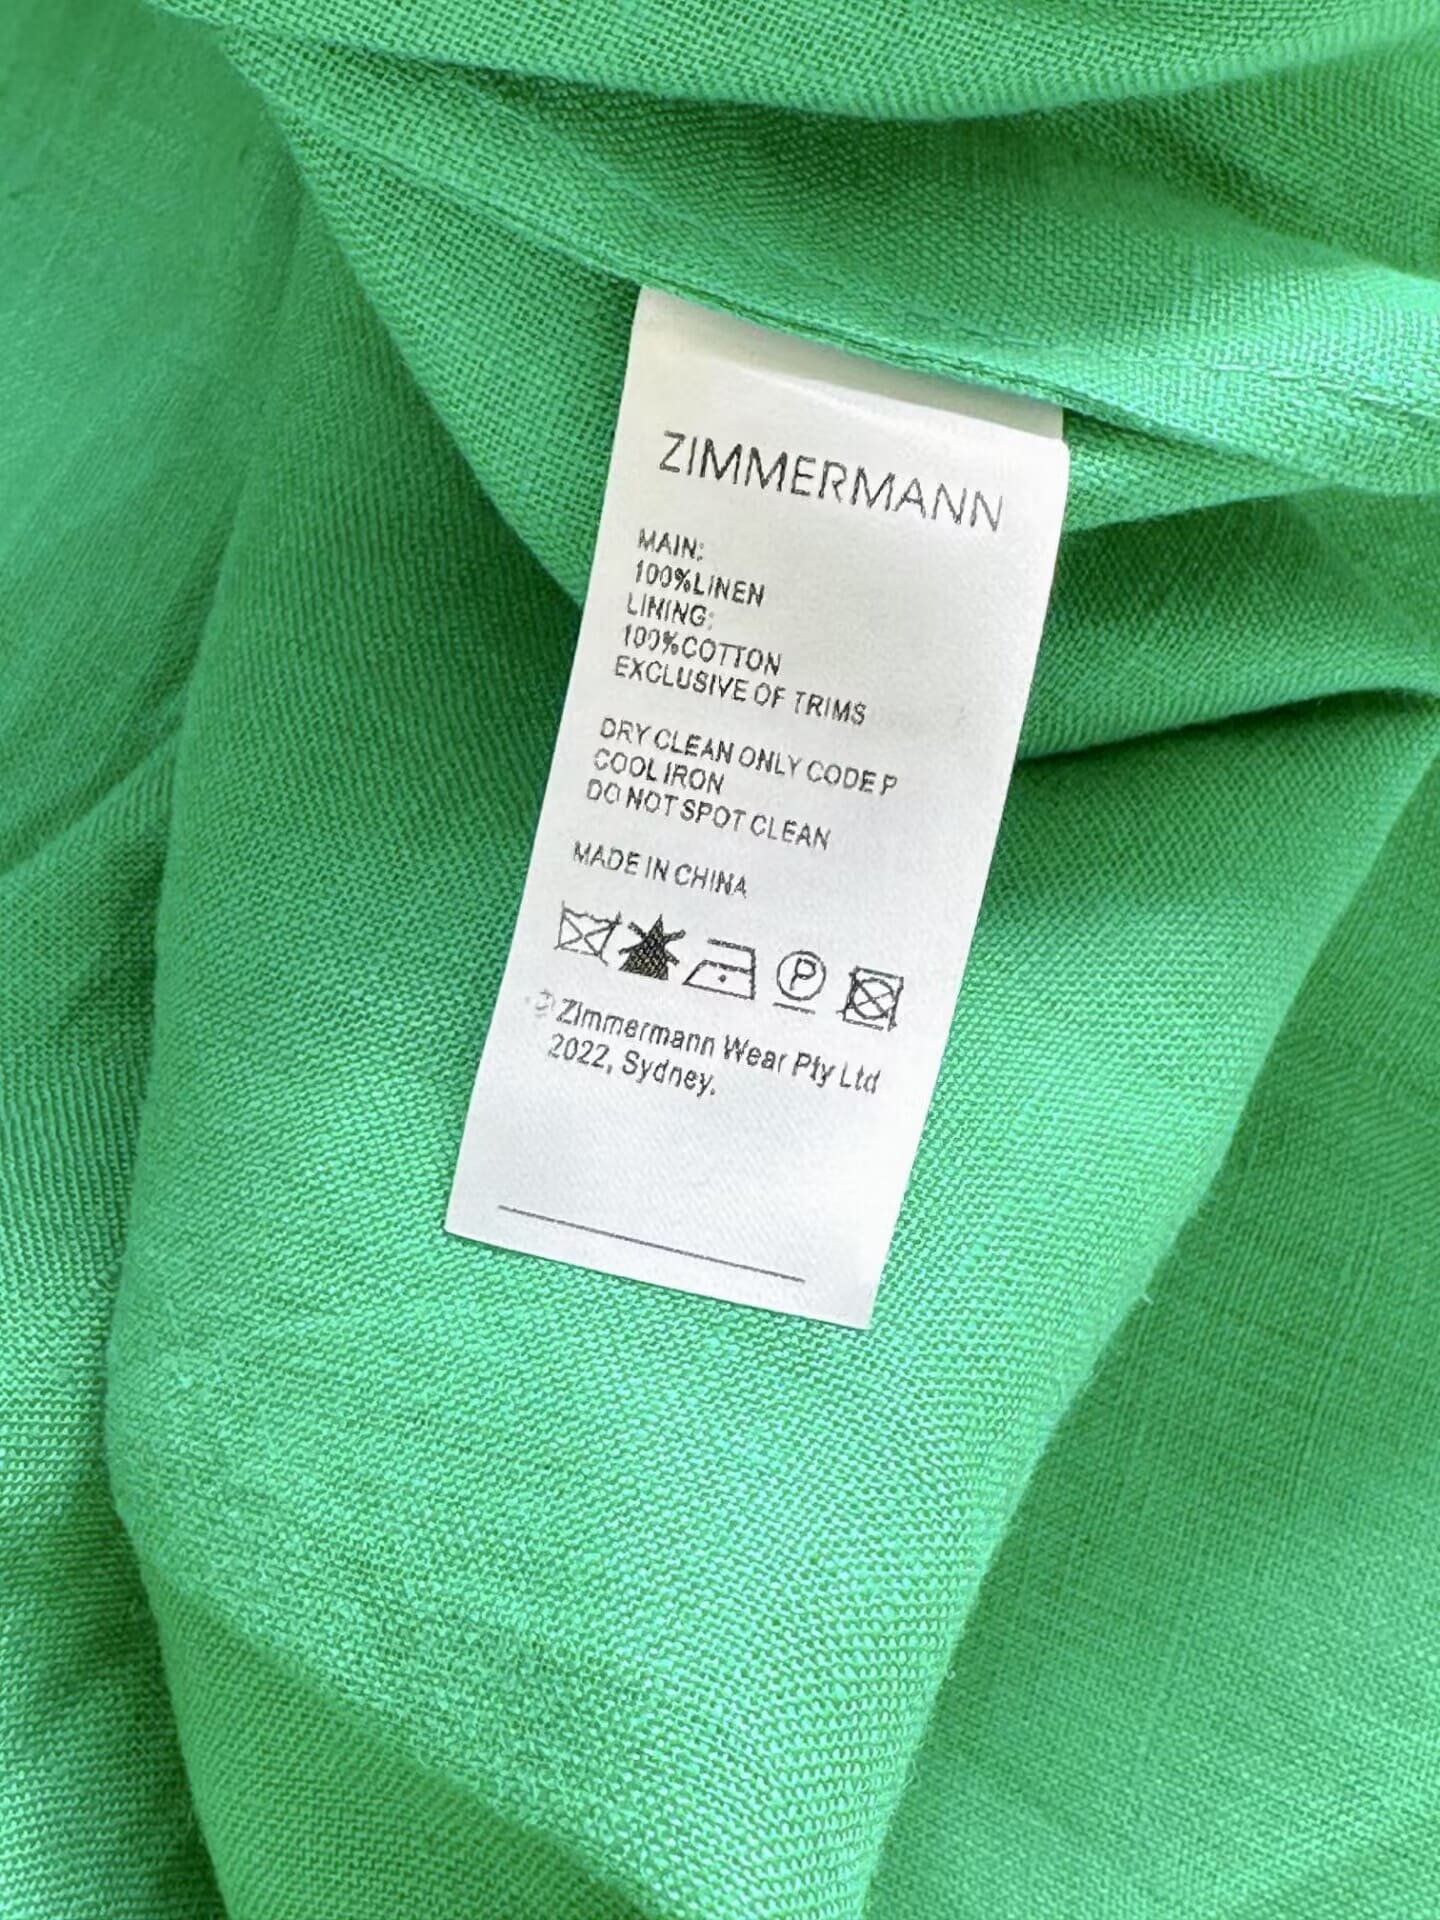 ZIMMERMANN
MAIN:
100%LINEN
LINING:
100%COTTON
EXCLUSIVE OF TRIMS
DRY CLEAN ONLY CODE P
COOL IRON
DO NOT SPOT CLEAN
MADE IN CHINA
P
© Zimmermann Wear Pty Ltd
2022, Sydney.